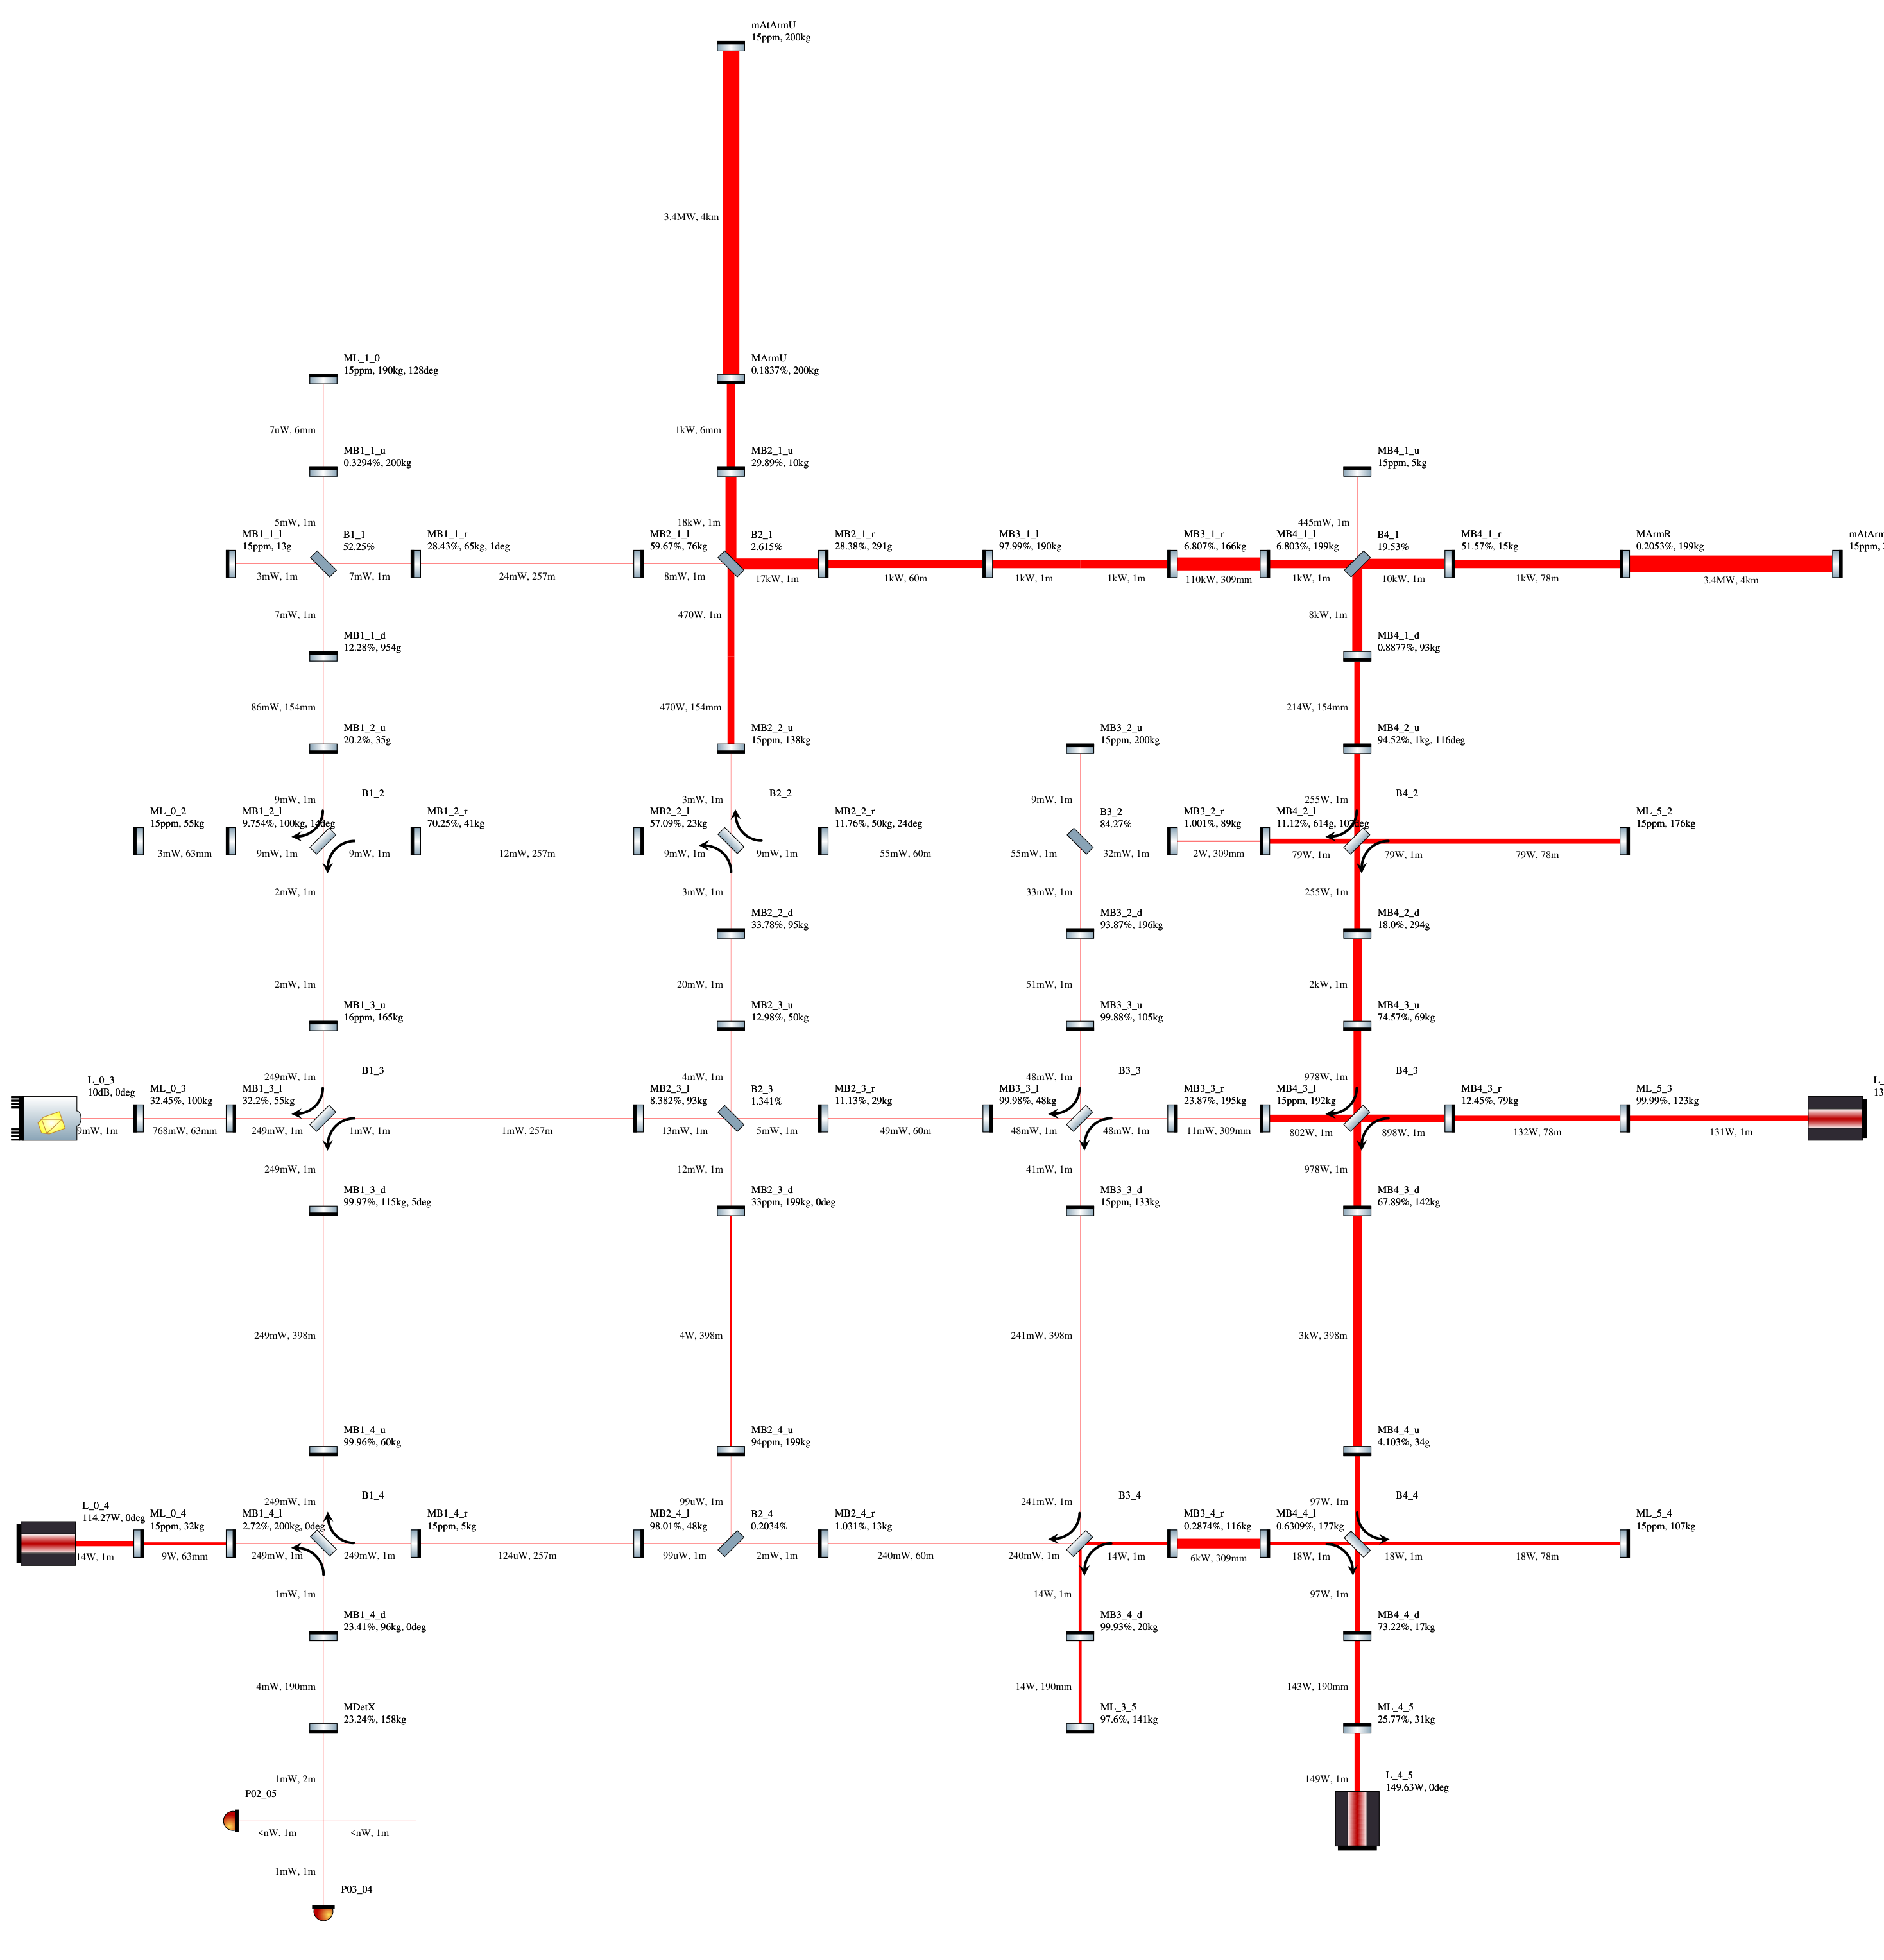 mAtArmU
15ppm, 200kg
3.4MW, 4km
ML_1_0
15ppm, 190kg, 128deg
MArmU
0.1837%, 200kg
7uW, 6mm
1kW, 6mm
MB1_1_u
0.3294%, 200kg
MB2_1_u
29.89%, 10kg
MB4_1_u
15ppm, 5kg
5mW, 1m
18kW, 1m
445mW, 1m
MB1_1_l
15ppm, 13g
B1_1
52.25%
MB1_1_r
28.43%, 65kg, 1deg
MB2_1_l
59.67%, 76kg
B2_1
2.615%
MB2_1_r
28.38%, 291g
MB3_1_l
97.99%, 190kg
MB3_1_r
6.807%, 166kg
MB4_1_l
6.803%, 199kg
B4_1
19.53%
MB4_1_r
51.57%, 15kg
MArmR
0.2053%, 199kg
mAtArm
15ppm,
3mW, 1m
7mW, 1m
24mW, 257m
8mW, 1m
17kW, 1m
1kW, 60m
1kW, 1m
1kW, 1m
110kW, 309mm
1kW, 1m
10kW, 1m
1kW, 78m
3.4MW, 4km
7mW, 1m
470W, 1m
8kW, 1m
MB1_1_d
12.28%, 954g
MB4_1_d
0.8877%, 93kg
86mW, 154mm
470W, 154mm
214W, 154mm
MB1_2_u
20.2%, 35g
MB2_2_u
15ppm, 138kg
MB3_2_u
15ppm, 200kg
MB4_2_u
94.52%, 1kg, 116deg
9mW, 1m
B1_2
3mW, 1m
B2_2
9mW, 1m
255W, 1m
B4_2
ML_0_2
15ppm, 55kg
MB1_2_l
9.754%, 100kg, 14deg
MB1_2_r
70.25%, 41kg
MB2_2_l
57.09%, 23kg
MB2_2_r
11.76%, 50kg, 24deg
B3_2
84.27%
MB3_2_r
1.001%, 89kg
MB4_2_l
ML_5_2
15ppm, 176kg
3mW, 63mm
9mW, 1m
9mW, 1m
12mW, 257m
9mW, 1m
9mW, 1m
55mW, 60m
55mW, 1m
32mW, 1m
2W, 309mm
79W, 1m
79W, 1m
79W, 78m
2mW, 1m
3mW, 1m
33mW, 1m
255W, 1m
MB2_2_d
33.78%, 95kg
MB3_2_d
93.87%, 196kg
MB4_2_d
18.0%, 294g
2mW, 1m
20mW, 1m
51mW, 1m
2kW, 1m
MB1_3_u
16ppm, 165kg
MB2_3_u
12.98%, 50kg
MB3_3_u
99.88%, 105kg
MB4_3_u
74.57%, 69kg
249mW, 1m
B1_3
4mW, 1m
48mW, 1m
B3_3
978W, 1m
B4_3
L_0_3
10dB, 0deg
ML_0_3
32.45%, 100kg
MB1_3_l
32.2%, 55kg
MB2_3_l
8.382%, 93kg
B2_3
1.341%
MB2_3_r
11.13%, 29kg
MB3_3_l
99.98%, 48kg
MB3_3_r
23.87%, 195kg
MB4_3_l
15ppm, 192kg
MB4_3_r
12.45%, 79kg
ML_5_3
99.99%, 123kg
L_
13
9mW, 1m
768mW, 63mm
249mW, 1m
1mW, 1m
1mW, 257m
13mW, 1m
5mW, 1m
49mW, 60m
48mW, 1m
48mW, 1m
11mW, 309mm
802W, 1m
898W, 1m
132W, 78m
131W, 1m
249mW, 1m
12mW, 1m
41mW, 1m
978W, 1m
MB1_3_d
99.97%, 115kg, 5deg
MB2_3_d
33ppm, 199kg, 0deg
MB3_3_d
15ppm, 133kg
MB4_3_d
67.89%, 142kg
249mW, 398m
4W, 398m
241mW, 398m
3kW, 398m
MB1_4_u
99.96%, 60kg
MB2_4_u
94ppm, 199kg
MB4_4_u
4.103%, 34g
249mW, 1m
B1_4
99uW, 1m
241mW, 1m
B3_4
97W, 1m
B4_4
L_0_4
114.27W, 0deg
ML_0_4
15ppm, 32kg
MB1_4_l
2.72%, 200kg, 0deg
MB1_4_r
15ppm, 5kg
MB2_4_l
98.01%, 48kg
B2_4
0.2034%
MB2_4_r
1.031%, 13kg
MB3_4_r
0.2874%, 116kg
MB4_4_l
0.6309%, 177kg
ML_5_4
15ppm, 107kg
14W, 1m
9W, 63mm
249mW, 1m
249mW, 1m
124uW, 257m
99uW, 1m
2mW, 1m
240mW, 60m
240mW, 1m
14W, 1m
6kW, 309mm
18W, 1m
18W, 1m
18W, 78m
1mW, 1m
14W, 1m
97W, 1m
MB1_4_d
23.41%, 96kg, 0deg
MB3_4_d
99.93%, 20kg
MB4_4_d
73.22%, 17kg
4mW, 190mm
14W, 190mm
143W, 190mm
MDetX
23.24%, 158kg
ML_3_5
97.6%, 141kg
ML_4_5
25.77%, 31kg
1mW, 2m
149W, 1m
L_4_5
149.63W, 0deg
P02_05
<nW, 1m
<nW, 1m
1mW, 1m
P03_04